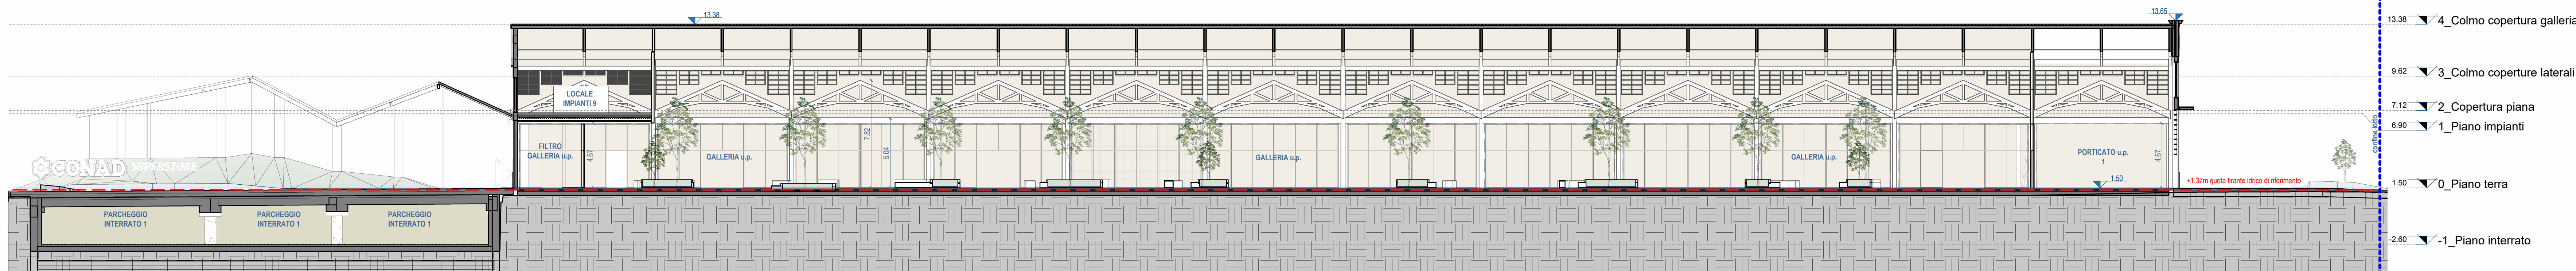 13.38
13.65
13.38 4_Colmo copertura galleria
9.62 3_Colmo coperture laterali
LOCALE
IMPIANTI 9
7.12 2_Copertura piana
6.90 1_Piano impianti
confine lotto
7.82
5.04
FILTRO
GALLERIA u.p.
4.67
GALLERIA u.p.
GALLERIA u.p.
GALLERIA u.p.
PORTICATO u.p.
1
4.67
CONAD SUPERSTORE
1.50
+1.37m quota tirante idrico di riferimento
1.50 0_Piano terra
PARCHEGGIO
INTERRATO 1
PARCHEGGIO
INTERRATO 1
PARCHEGGIO
INTERRATO 1
-2.60 -1_Piano interrato